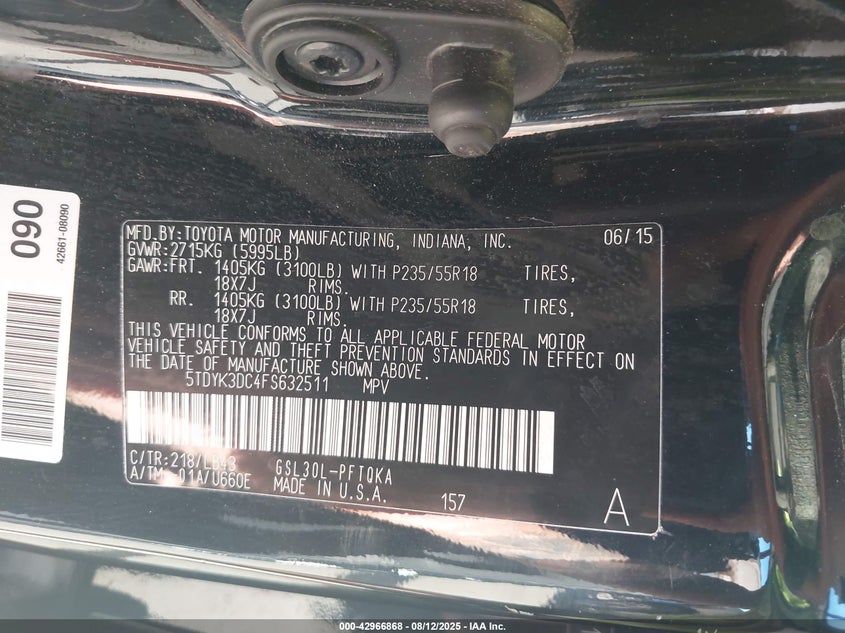 090
42661-08090
MFD.BY:TOYOTA MOTOR MANUFACTURING, INDIANA, INC. 06/15
GVWR:2715KG (5995LB)
GAWR:FRT. 1405KG (3100LB) WITH P235/55R18 TIRES,
18X7J RIMS.
RR. 1405KG (3100LB) WITH P235/55R18 TIRES,
18X7J RIMS.
THIS VEHICLE CONFORMS TO ALL APPLICABLE FEDERAL MOTOR
VEHICLE SAFETY AND THEFT PREVENTION STANDARDS IN EFFECT ON
THE DATE OF MANUFACTURE SHOWN ABOVE.
5TDYK3DC4FS632511 MPV
C/TR:218/LB43 GSL30L-PFTQKA
A/TM:-01A/U660E MADE IN U.S.A. 157
A
000-42966868 - 08/12/2025 - IAA Inc.